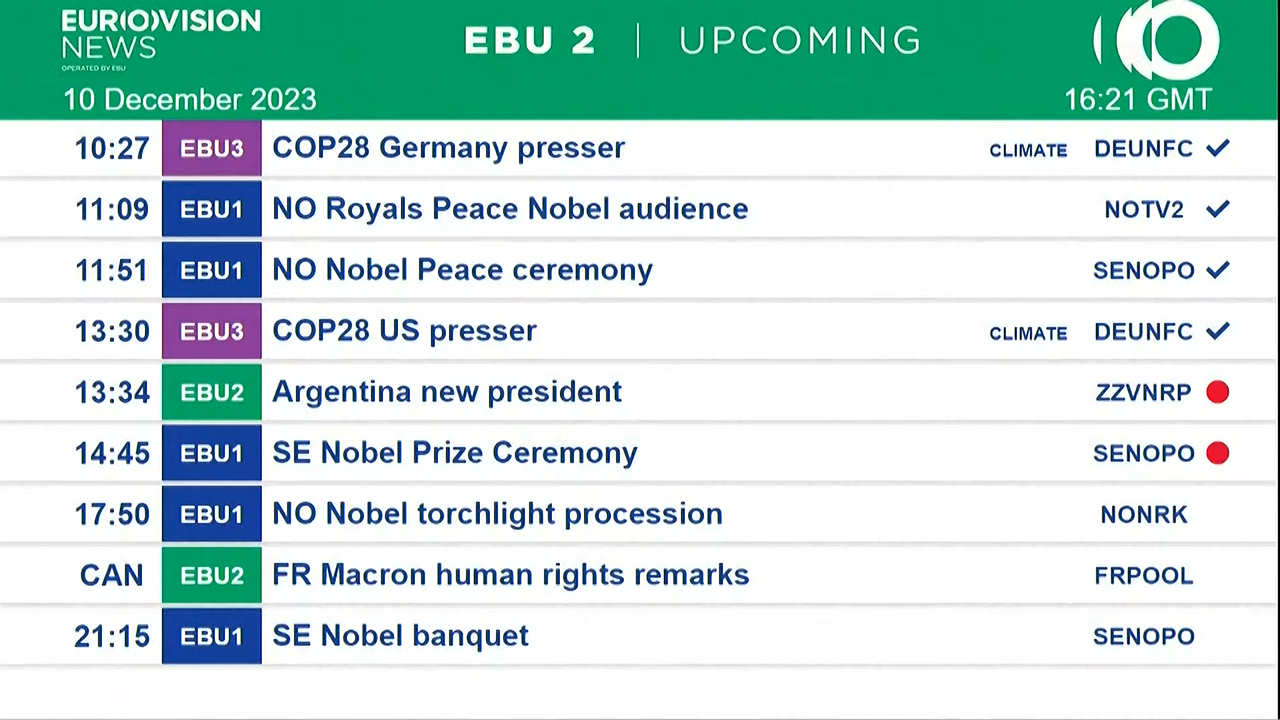 EUR(O)VISION
NEWS
OPERATED BY EBU
EBU 2 | UPCOMING
10 December 2023
16:21 GMT
10:27 EBU3 COP28 Germany presser CLIMATE DEUNFC
11:09 EBU1 NO Royals Peace Nobel audience NOTV2
11:51 EBU1 NO Nobel Peace ceremony SENOPO
13:30 EBU3 COP28 US presser CLIMATE DEUNFC
13:34 EBU2 Argentina new president ZZVNRP
14:45 EBU1 SE Nobel Prize Ceremony SENOPO
17:50 EBU1 NO Nobel torchlight procession NONRK
CAN EBU2 FR Macron human rights remarks FRPOOL
21:15 EBU1 SE Nobel banquet SENOPO